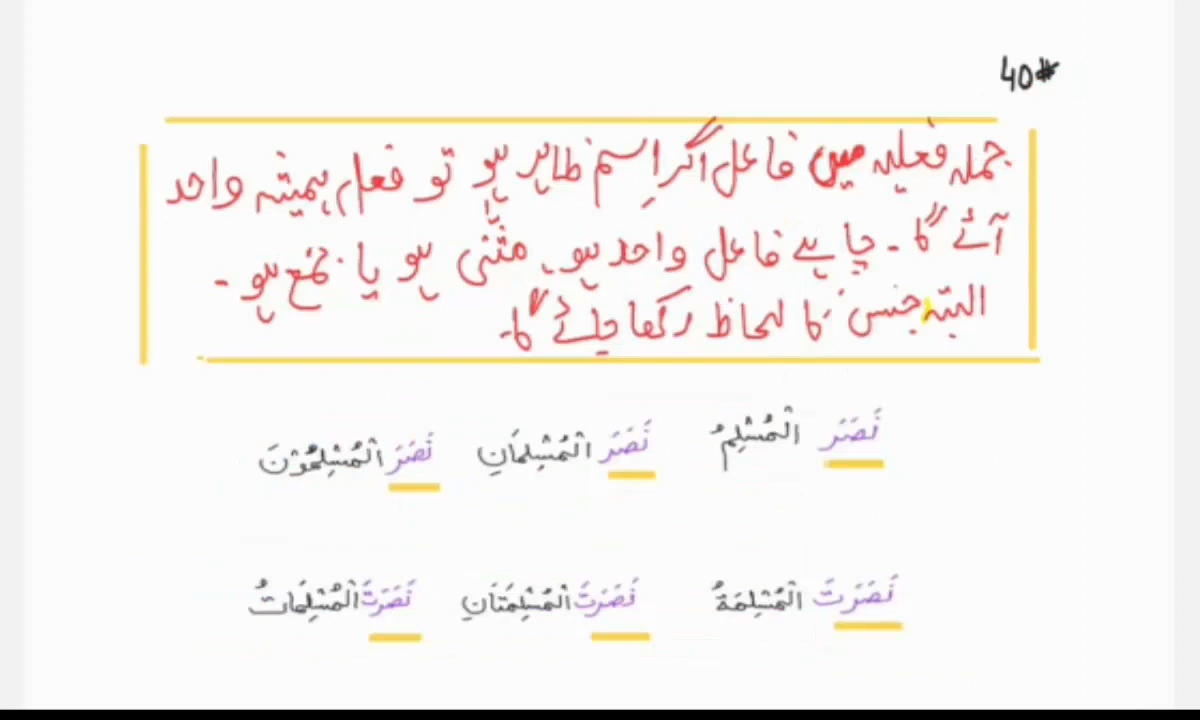 40#
جملہ فعلیہ میں فاعل اگر اِسم ظاہر ہو تو فعل ہمیشہ واحد
آئے گا۔ چاہے فاعل واحد ہو، مثنّٰی ہو یا جمع ہو۔
البتہ جنس کا لحاظ رکھا جائے گا۔
نَصَرَ الْمُسْلِمُ نَصَرَ الْمُسْلِمَانِ نَصَرَ الْمُسْلِمُوْنَ
نَصَرَتْ الْمُسْلِمَةُ نَصَرَتْ الْمُسْلِمَتَانِ نَصَرَتْ الْمُسْلِمَاتُ